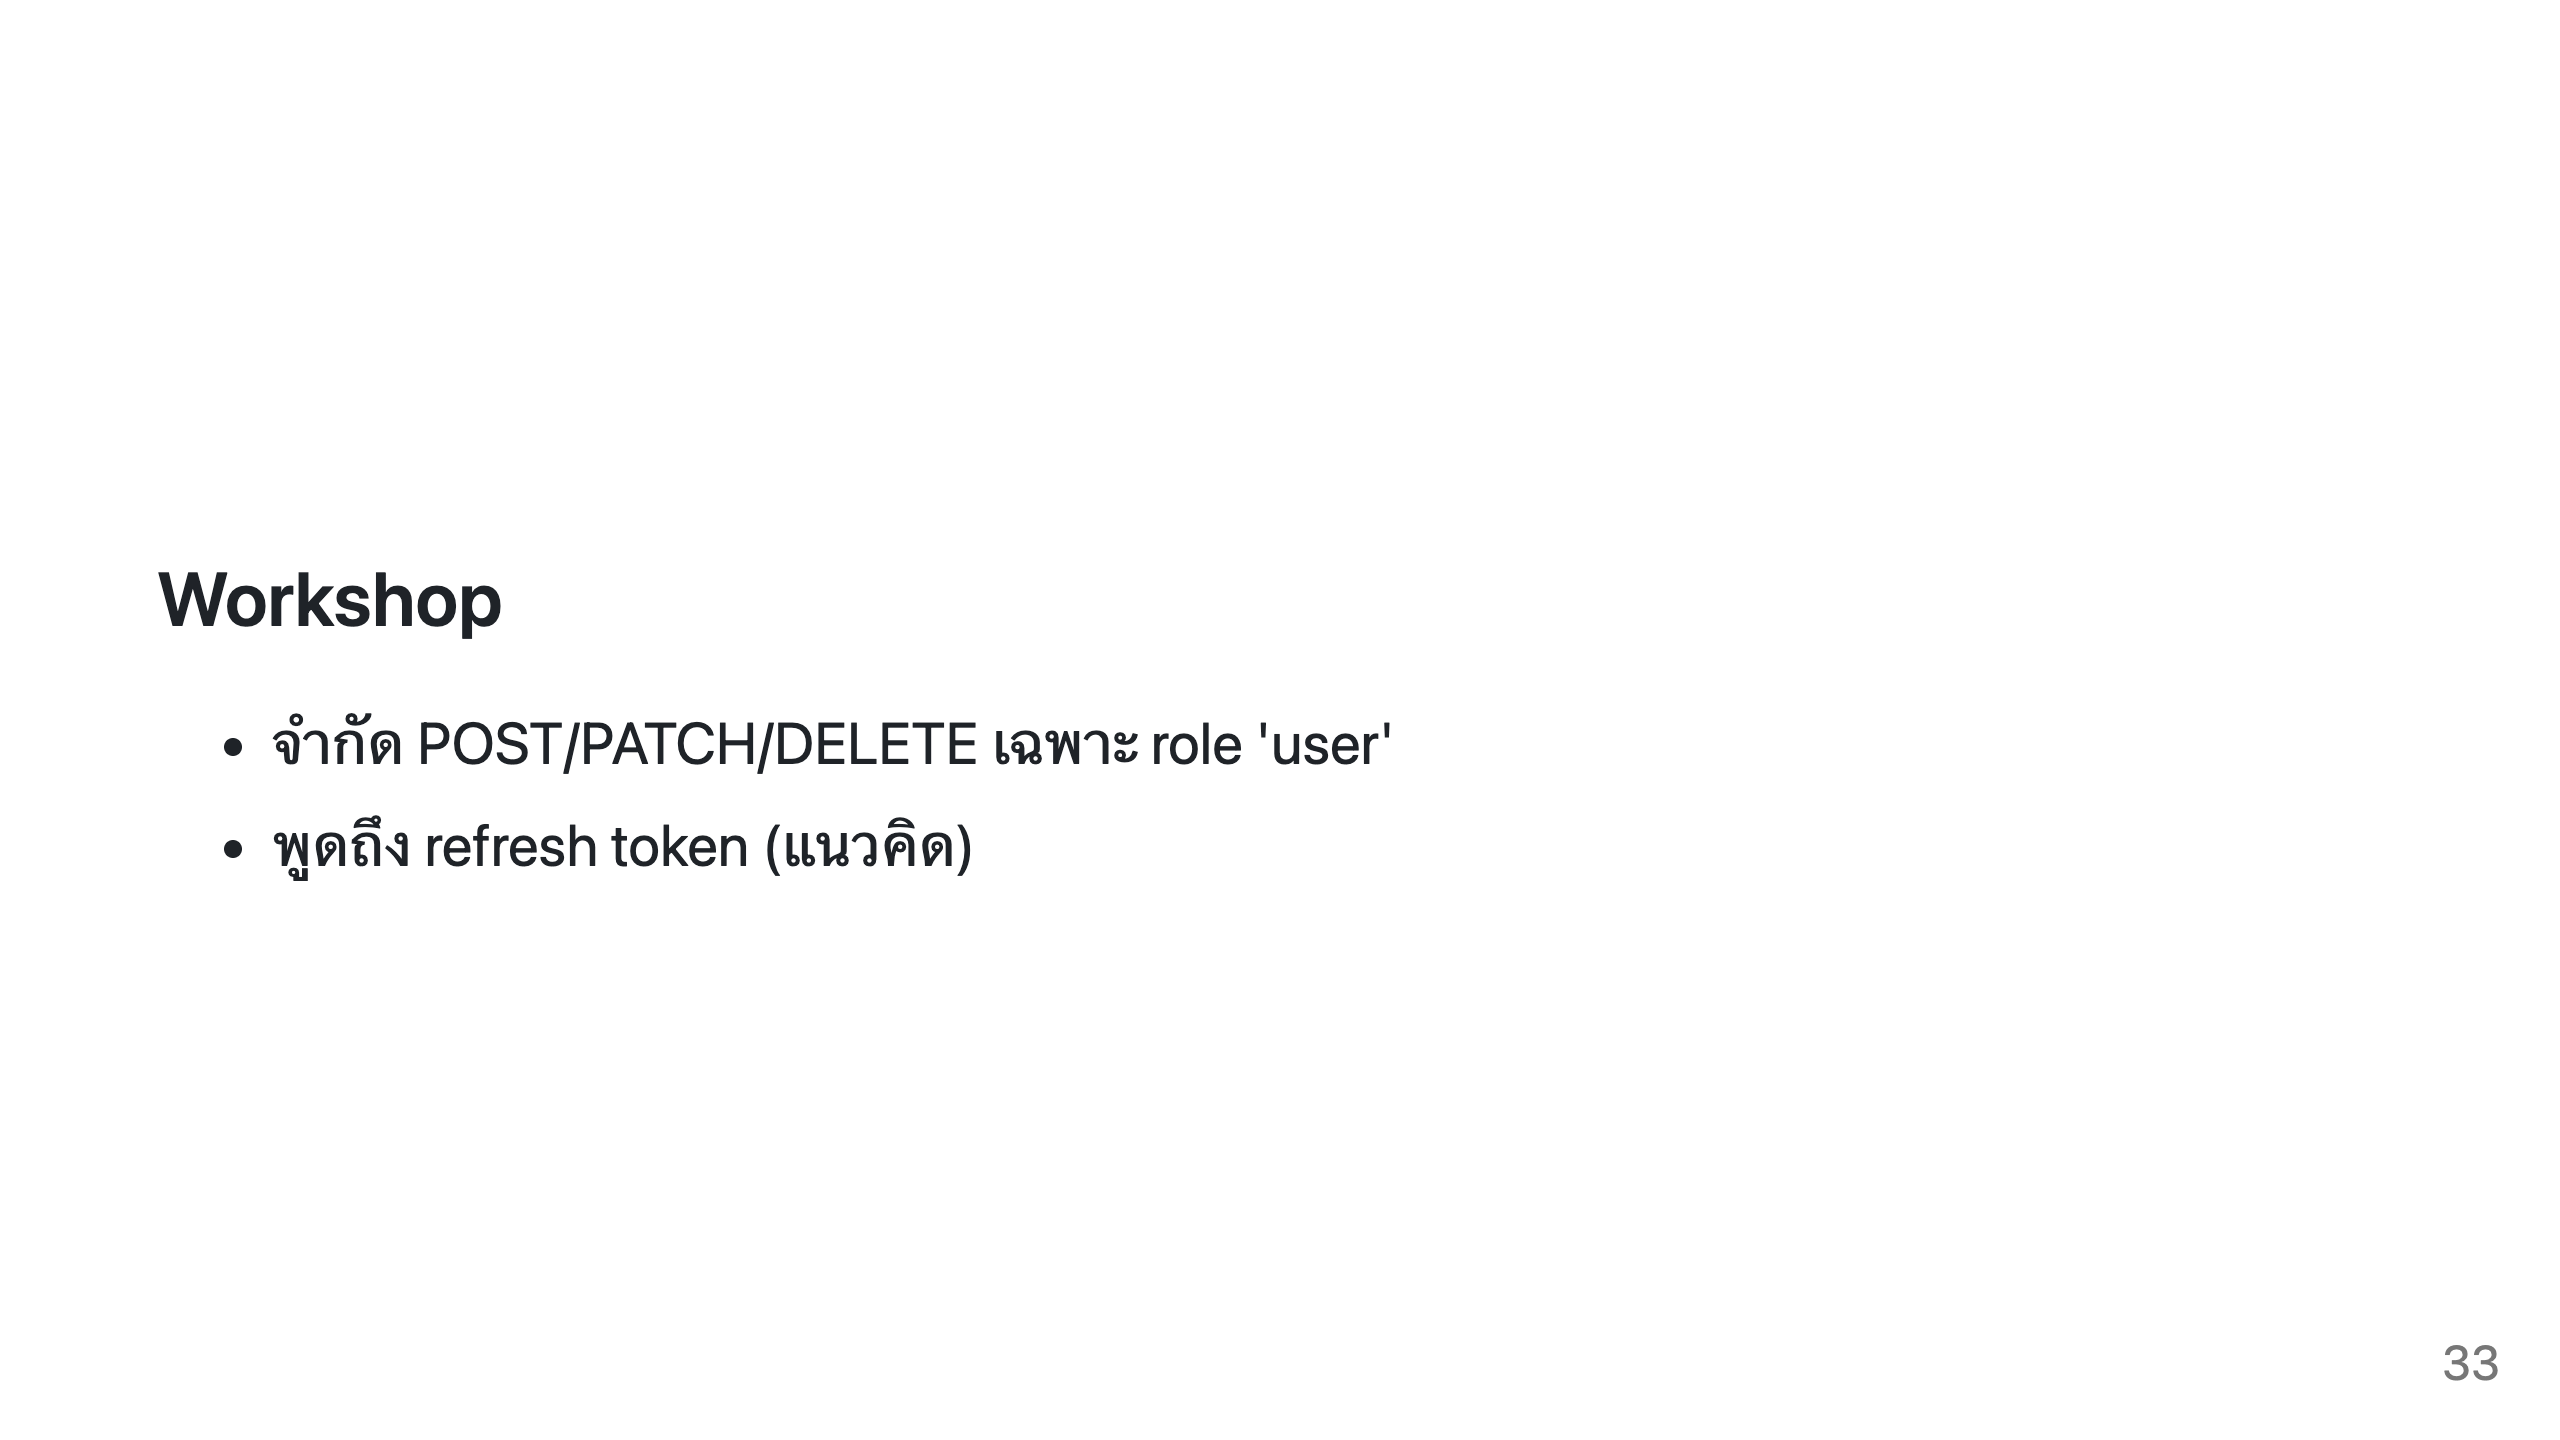 Workshop
• จำกัด POST/PATCH/DELETE เฉพาะ role 'user'
• พูดถึง refresh token (แนวคิด)
33